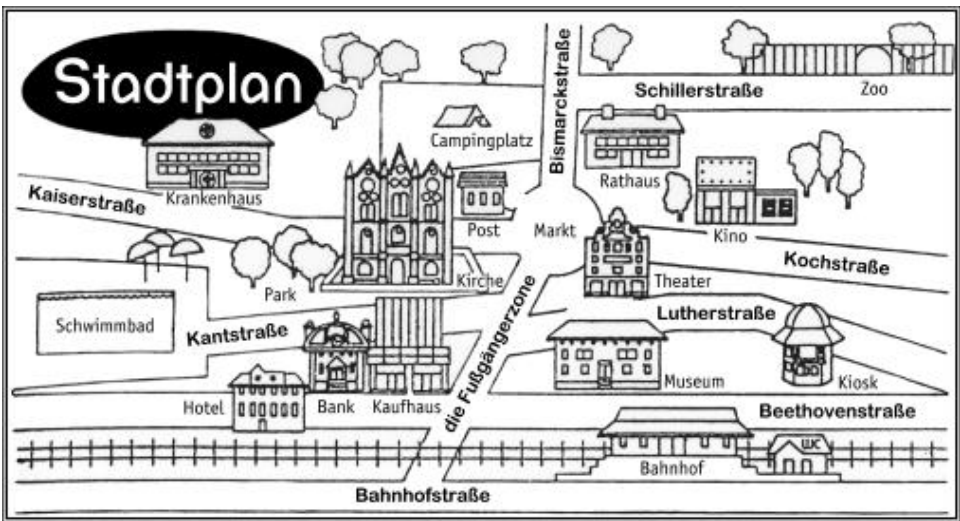 Stadtplan
Bismarckstraße
Schillerstraße
Zoo
Campingplatz
Krankenhaus
Kaiserstraße
Rathaus
Post
Markt
Kino
Kochstraße
Park
Kirche
Theater
Schwimmbad
Kantstraße
die Fußgängerzone
Lutherstraße
Hotel
Bank
Kaufhaus
Museum
Kiosk
Beethovenstraße
WC
Bahnhof
Bahnhofstraße